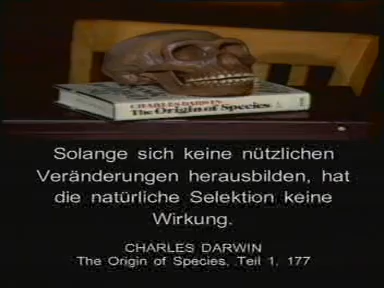 CHARLES DARWIN
The Origin of Species
Solange sich keine nützlichen
Veränderungen herausbilden, hat
die natürliche Selektion keine
Wirkung.
CHARLES DARWIN
The Origin of Species, Teil 1, 177